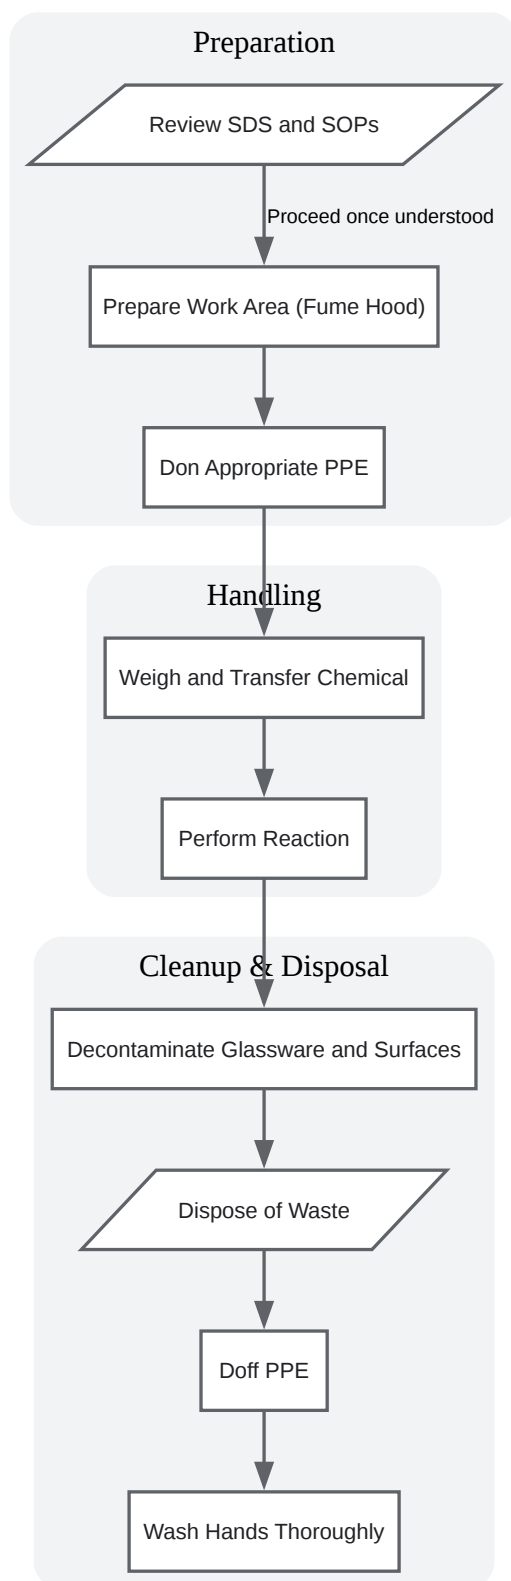 Preparation
Review SDS and SOPs
Proceed once understood
Prepare Work Area (Fume Hood)
Don Appropriate PPE
Handling
Weigh and Transfer Chemical
Perform Reaction
Cleanup & Disposal
Decontaminate Glassware and Surfaces
Dispose of Waste
Doff PPE
Wash Hands Thoroughly